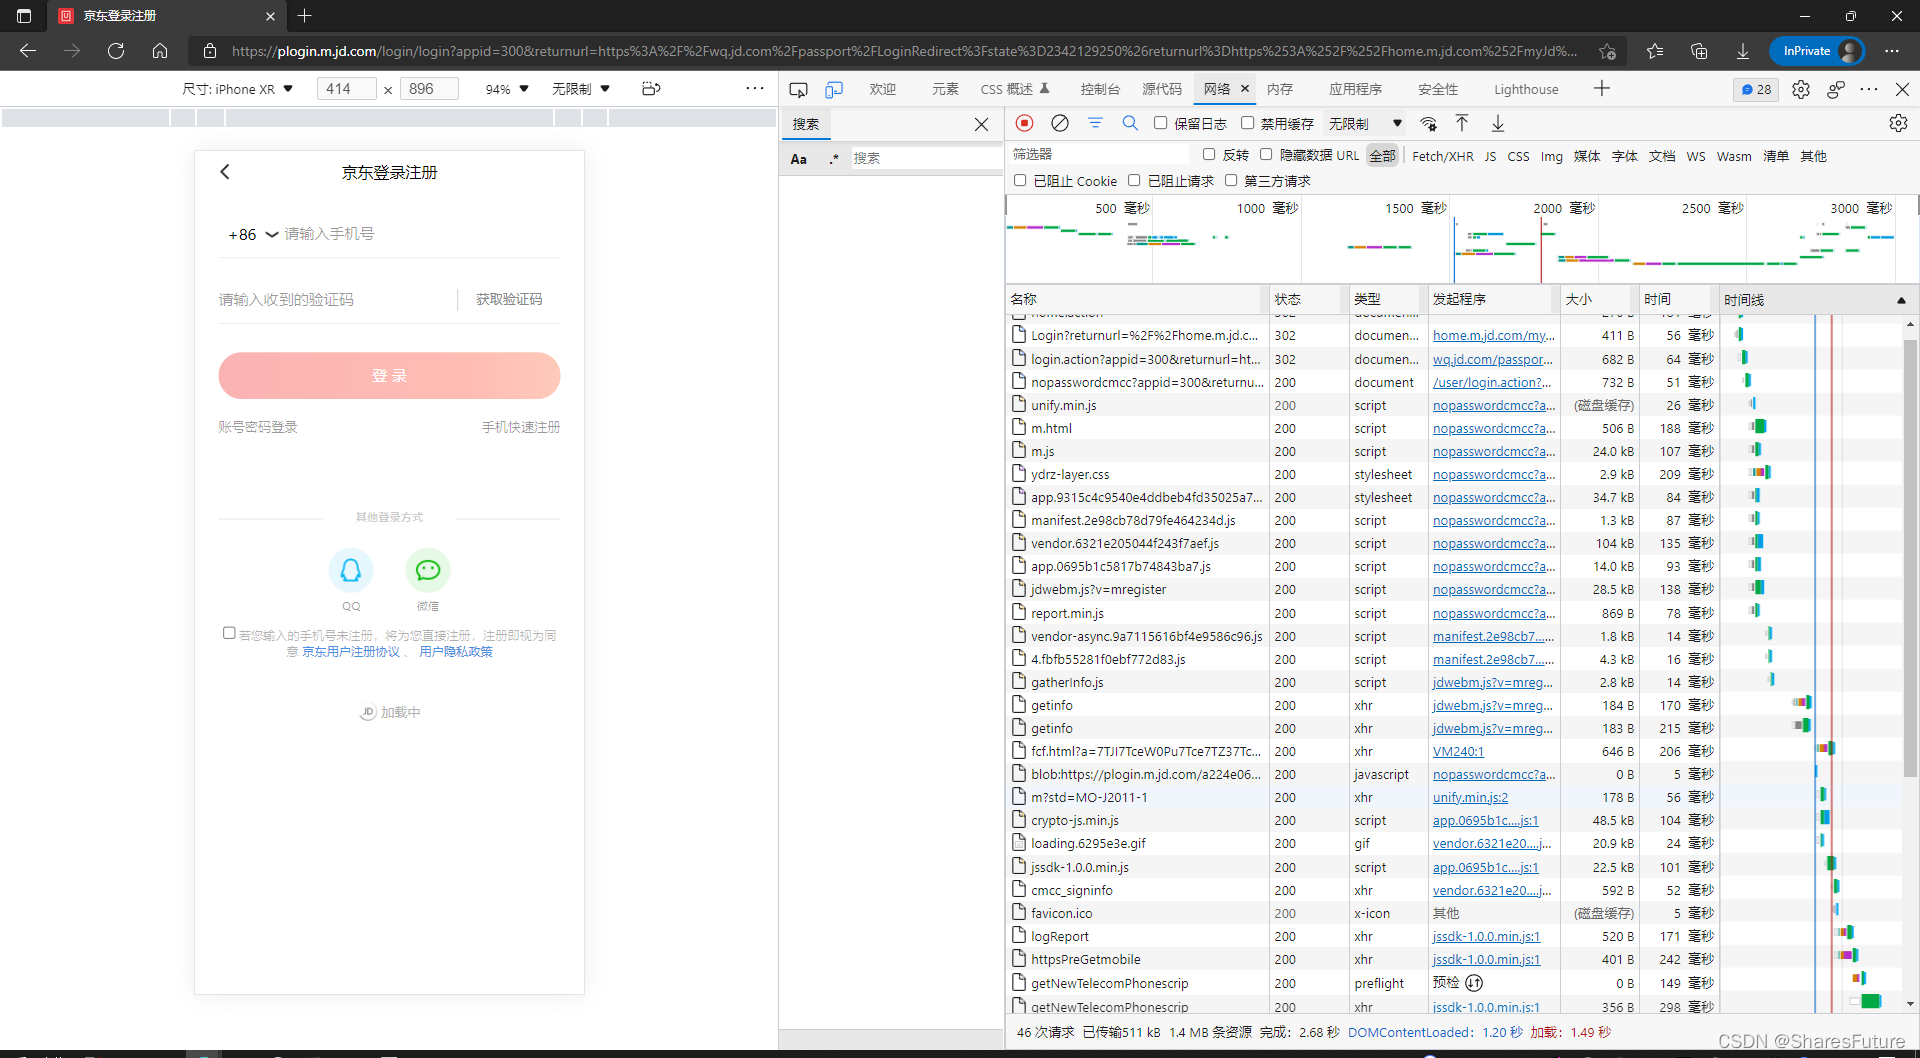 京东登录注册
https://plogin.m.jd.com/login/login?appid=300&returnurl=https%3A%2F%2Fwq.jd.com%2Fpassport%2FLoginRedirect%3Fstate%3D2342129250%26returnurl%3Dhttps%253A%252F%252Fhome.m.jd.com%252FmyJd%...
InPrivate
尺寸: iPhone XR ▼ 414 × 896 94% ▼ 无限制 ▼
京东登录注册
+86 请输入手机号
请输入收到的验证码 获取验证码
登 录
账号密码登录 手机快速注册
其他登录方式
QQ 微信
若您输入的手机号未注册，将为您直接注册，注册即视为同
意 京东用户注册协议 、 用户隐私政策
JD 加载中
欢迎 元素 CSS 概述 控制台 源代码 网络 内存 应用程序 安全性 Lighthouse 28
搜索
Aa .* 搜索
保留日志 禁用缓存 无限制
筛选器 反转 隐藏数据 URL 全部 Fetch/XHR JS CSS Img 媒体 字体 文档 WS Wasm 清单 其他
已阻止 Cookie 已阻止请求 第三方请求
500 毫秒 1000 毫秒 1500 毫秒 2000 毫秒 2500 毫秒 3000 毫秒
名称 状态 类型 发起程序 大小 时间 时间线
Login?returnurl=%2F%2Fhome.m.jd.c... 302 documen... home.m.jd.com/my... 411 B 56 毫秒
login.action?appid=300&returnurl=ht... 302 documen... wq.jd.com/passpor... 682 B 64 毫秒
nopasswordcmcc?appid=300&returnu... 200 document /user/login.action?... 732 B 51 毫秒
unify.min.js 200 script nopasswordcmcc?a... (磁盘缓存) 26 毫秒
m.html 200 script nopasswordcmcc?a... 506 B 188 毫秒
m.js 200 script nopasswordcmcc?a... 24.0 kB 107 毫秒
ydrz-layer.css 200 stylesheet nopasswordcmcc?a... 2.9 kB 209 毫秒
app.9315c4c9540e4ddbeb4fd35025a7... 200 stylesheet nopasswordcmcc?a... 34.7 kB 84 毫秒
manifest.2e98cb78d79fe464234d.js 200 script nopasswordcmcc?a... 1.3 kB 87 毫秒
vendor.6321e205044f243f7aef.js 200 script nopasswordcmcc?a... 104 kB 135 毫秒
app.0695b1c5817b74843ba7.js 200 script nopasswordcmcc?a... 14.0 kB 93 毫秒
jdwebm.js?v=mregister 200 script nopasswordcmcc?a... 28.5 kB 138 毫秒
report.min.js 200 script nopasswordcmcc?a... 869 B 78 毫秒
vendor-async.9a7115616bf4e9586c96.js 200 script manifest.2e98cb7...... 1.8 kB 14 毫秒
4.fbfb55281f0ebf772d83.js 200 script manifest.2e98cb7...... 4.3 kB 16 毫秒
gatherInfo.js 200 script jdwebm.js?v=mreg... 2.8 kB 14 毫秒
getinfo 200 xhr jdwebm.js?v=mreg... 184 B 170 毫秒
getinfo 200 xhr jdwebm.js?v=mreg... 183 B 215 毫秒
fcf.html?a=7TJI7TceW0Pu7Tce7TZ37Tc... 200 xhr VM240:1 646 B 206 毫秒
blob:https://plogin.m.jd.com/a224e06... 200 javascript nopasswordcmcc?a... 0 B 5 毫秒
m?std=MO-J2011-1 200 xhr unify.min.js:2 178 B 56 毫秒
crypto-js.min.js 200 script app.0695b1c....js:1 48.5 kB 104 毫秒
loading.6295e3e.gif 200 gif vendor.6321e20....j... 20.9 kB 24 毫秒
jssdk-1.0.0.min.js 200 script app.0695b1c....js:1 22.5 kB 101 毫秒
cmcc_signinfo 200 xhr vendor.6321e20....j... 592 B 52 毫秒
favicon.ico 200 x-icon 其他 (磁盘缓存) 5 毫秒
logReport 200 xhr jssdk-1.0.0.min.js:1 520 B 171 毫秒
httpsPreGetmobile 200 xhr jssdk-1.0.0.min.js:1 401 B 242 毫秒
getNewTelecomPhonescrip 200 preflight 预检 0 B 149 毫秒
getNewTelecomPhonescrip 200 xhr jssdk-1.0.0.min.js:1 356 B 298 毫秒
46 次请求 已传输511 kB 1.4 MB 条资源 完成：2.68 秒 DOMContentLoaded：1.20 秒 加载：1.49 秒
CSDN @SharesFuture